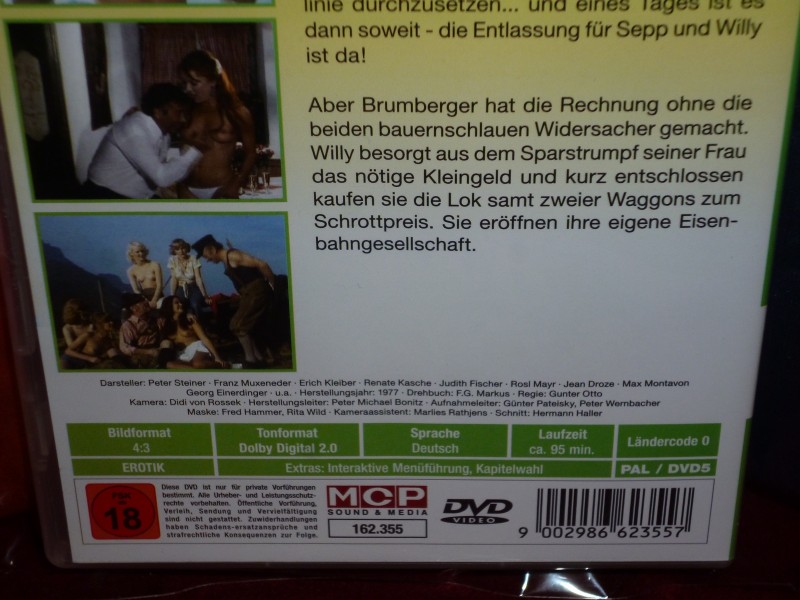 linie durchzusetzen... und eines Tages ist es
dann soweit - die Entlassung für Sepp und Willy
ist da!
Aber Brumberger hat die Rechnung ohne die
beiden bauernschlauen Widersacher gemacht.
Willy besorgt aus dem Sparstrumpf seiner Frau
das nötige Kleingeld und kurz entschlossen
kaufen sie die Lok samt zweier Waggons zum
Schrottpreis. Sie eröffnen ihre eigene Eisen-
bahngesellschaft.
Darsteller: Peter Steiner · Franz Muxeneder · Erich Kleiber · Renate Kasche · Judith Fischer · Rosl Mayr · Jean Droze · Max Montavon
Georg Einerdinger · u.a. · Herstellungsjahr: 1977 · Drehbuch: F.G. Markus · Regie: Gunter Otto
Kamera: Didi von Rossek · Herstellungsleiter: Peter Michael Bonitz · Aufnahmeleiter: Günter Pateisky, Peter Wernbacher
Maske: Fred Hammer, Rita Wild · Kameraassistent: Marlies Rathjens · Schnitt: Hermann Haller
Bildformat
4:3
Tonformat
Dolby Digital 2.0
Sprache
Deutsch
Laufzeit
ca. 95 min.
Ländercode 0
EROTIK
Extras: Interaktive Menüführung, Kapitelwahl
PAL / DVD5
FSK
ab
18
Diese DVD ist nur für private Vorführungen
bestimmt. Alle Urheber- und Leistungsschutz-
rechte vorbehalten. Öffentliche Vorführung,
Verleih, Sendung und Vervielfältigung
sind nicht gestattet. Zuwiderhandlungen
haben Schadens-ersatzansprüche und
strafrechtliche Konsequenzen zur Folge.
MCP
SOUND & MEDIA
162.355
DVD
VIDEO
9 002986 623557